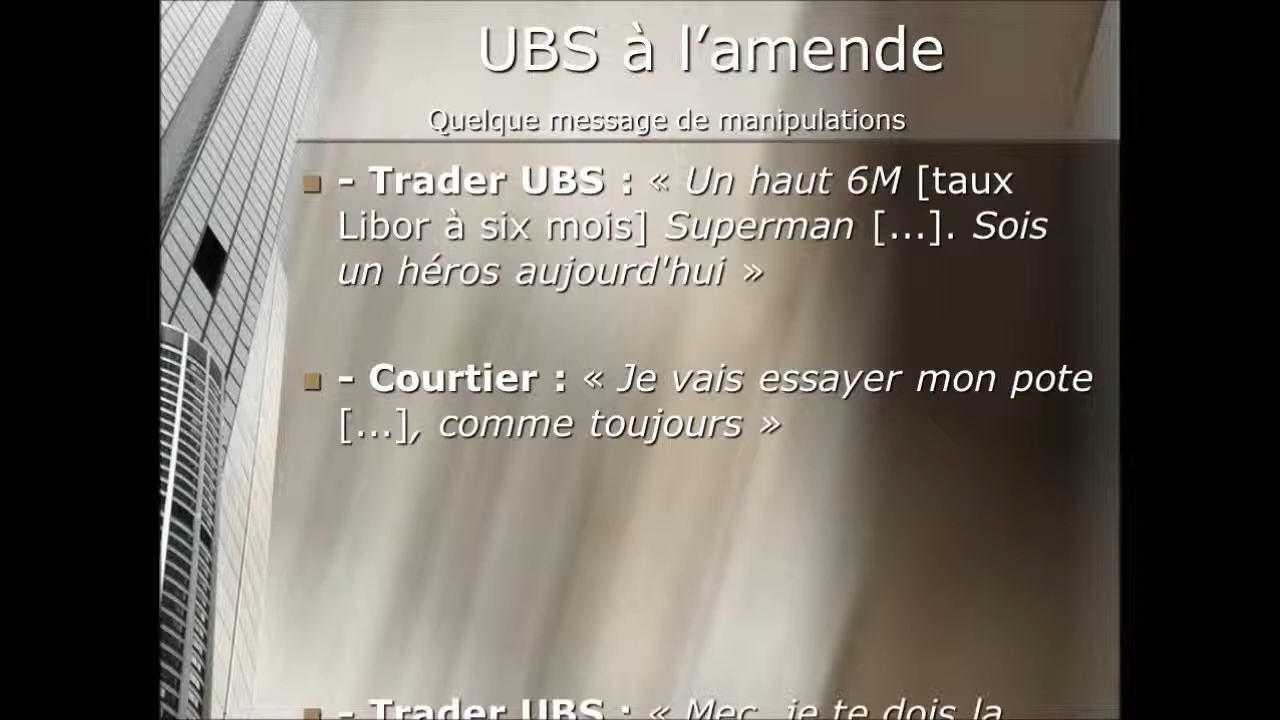 UBS à l’amende
Quelque message de manipulations
- Trader UBS : « Un haut 6M [taux
Libor à six mois] Superman [...]. Sois
un héros aujourd'hui »
- Courtier : « Je vais essayer mon pote
[...], comme toujours »
- Trader UBS : « Mec, je te dois la